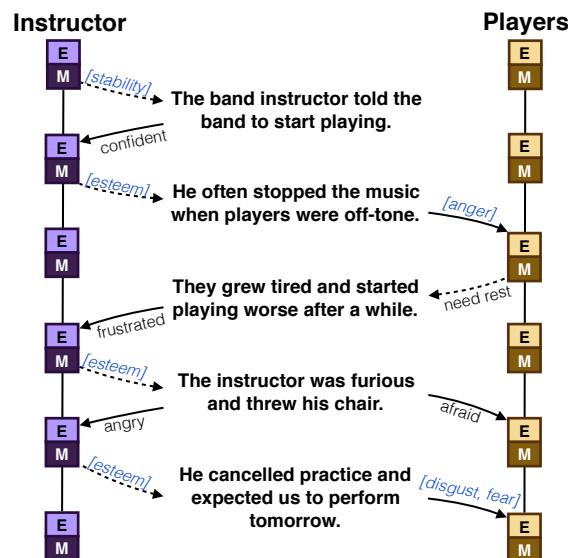 Instructor
Players
E
M
E
M
[stability]
The band instructor told the
band to start playing.
confident
E
M
E
M
[esteem]
He often stopped the music
when players were off-tone.
[anger]
E
M
E
M
They grew tired and started
playing worse after a while.
need rest
frustrated
E
M
E
M
[esteem]
The instructor was furious
and threw his chair.
afraid
angry
E
M
E
M
[esteem]
He cancelled practice and
expected us to perform
tomorrow.
[disgust, fear]
E
M
E
M